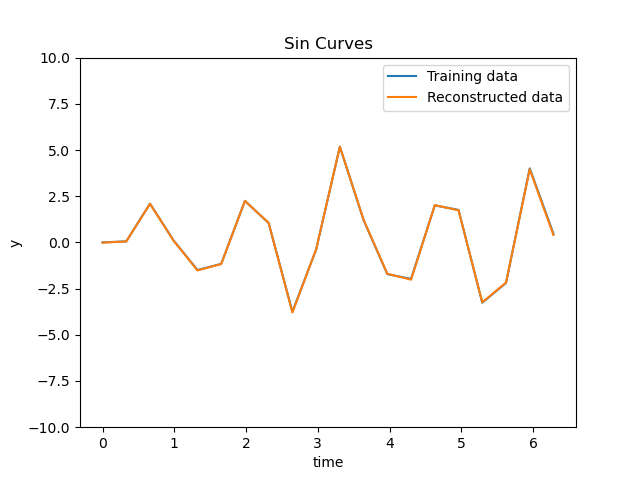 Sin Curves
Training data
Reconstructed data
10.0
7.5
5.0
2.5
0.0
−2.5
−5.0
−7.5
−10.0
y
0 1 2 3 4 5 6
time